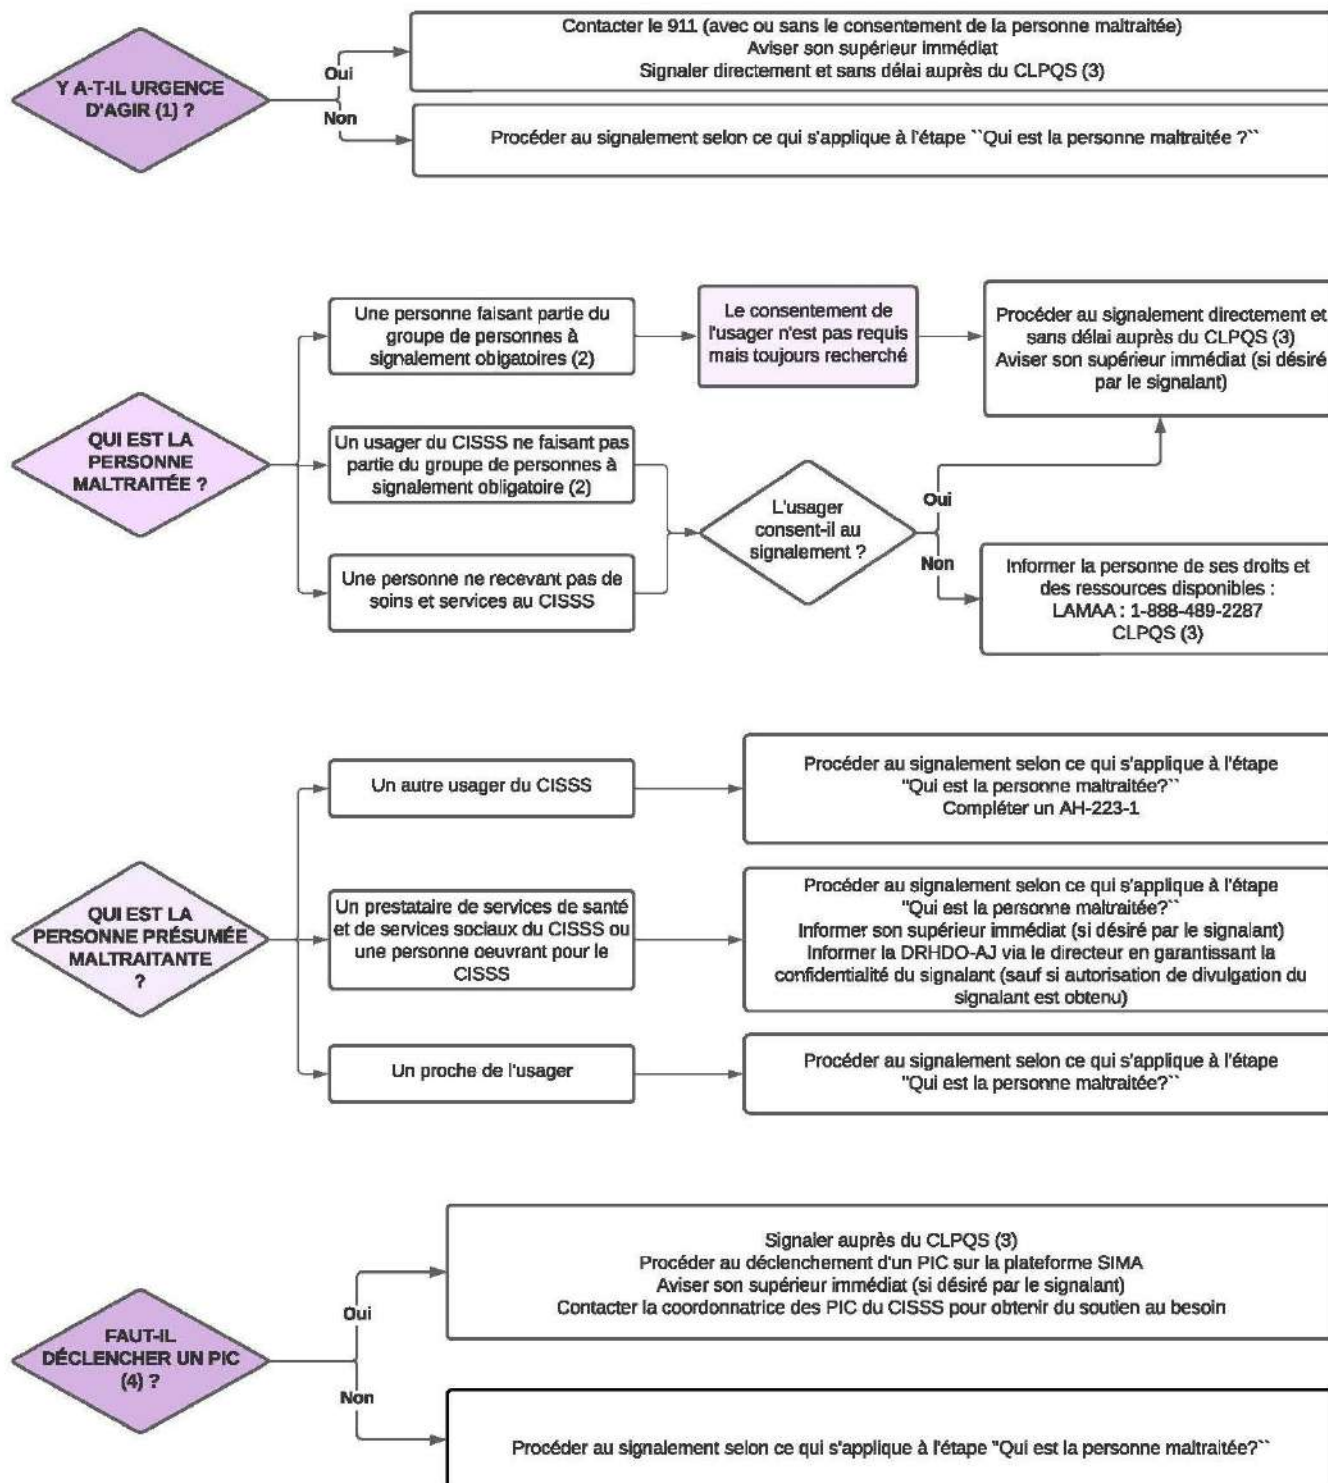 Contacter le 911 (avec ou sans le consentement de la personne maltraitée)
Aviser son supérieur immédiat
Signaler directement et sans délai auprès du CLPQS (3)
Y A-T-IL URGENCE
D'AGIR (1) ?
Oui
Non
Procéder au signalement selon ce qui s'applique à l'étape ``Qui est la personne maltraitée ?``
QUI EST LA
PERSONNE
MALTRAITÉE ?
Une personne faisant partie du
groupe de personnes à
signalement obligatoires (2)
Le consentement de
l'usager n'est pas requis
mais toujours recherché
Procéder au signalement directement et
sans délai auprès du CLPQS (3)
Aviser son supérieur immédiat (si désiré
par le signalant)
Un usager du CISSS ne faisant pas
partie du groupe de personnes à
signalement obligatoire (2)
Une personne ne recevant pas de
soins et services au CISSS
L'usager
consent-il au
signalement ?
Oui
Non
Informer la personne de ses droits et
des ressources disponibles :
LAMAA : 1-888-489-2287
CLPQS (3)
QUI EST LA
PERSONNE PRÉSUMÉE
MALTRAITANTE
?
Un autre usager du CISSS
Procéder au signalement selon ce qui s'applique à l'étape
"Qui est la personne maltraitée?``
Compléter un AH-223-1
Un prestataire de services de santé
et de services sociaux du CISSS ou
une personne oeuvrant pour le
CISSS
Procéder au signalement selon ce qui s'applique à l'étape
"Qui est la personne maltraitée?``
Informer son supérieur immédiat (si désiré par le signalant)
Informer la DRHDO-AJ via le directeur en garantissant la
confidentialité du signalant (sauf si autorisation de divulgation du
signalant est obtenu)
Un proche de l'usager
Procéder au signalement selon ce qui s'applique à l'étape
"Qui est la personne maltraitée?``
FAUT-IL
DÉCLENCHER UN PIC
(4) ?
Oui
Non
Signaler auprès du CLPQS (3)
Procéder au déclenchement d'un PIC sur la plateforme SIMA
Aviser son supérieur immédiat (si désiré par le signalant)
Contacter la coordonnatrice des PIC du CISSS pour obtenir du soutien au besoin
Procéder au signalement selon ce qui s'applique à l'étape "Qui est la personne maltraitée?``